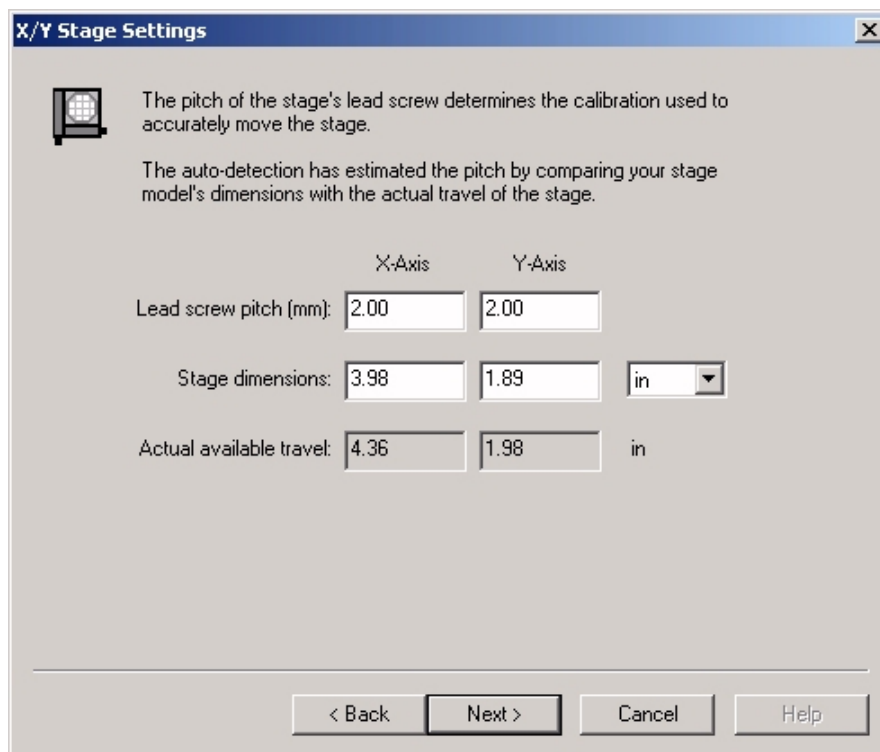 X/Y Stage Settings
The pitch of the stage's lead screw determines the calibration used to
accurately move the stage.
The auto-detection has estimated the pitch by comparing your stage
model's dimensions with the actual travel of the stage.
X-Axis Y-Axis
Lead screw pitch (mm): 2.00 2.00
Stage dimensions: 3.98 1.89 in
Actual available travel: 4.36 1.98 in
< Back Next > Cancel Help